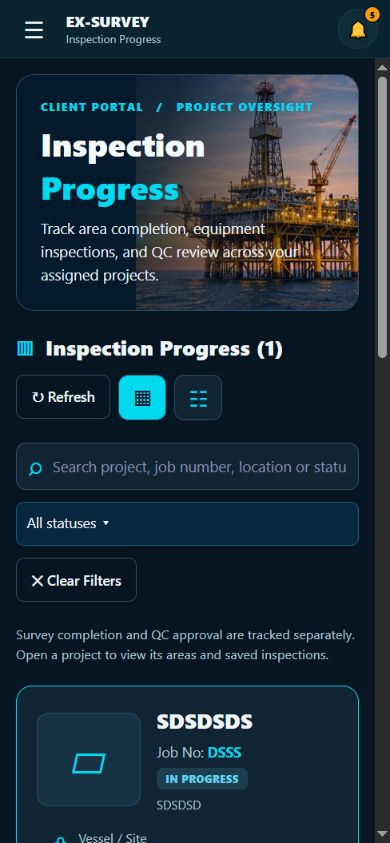 EX-SURVEY
Inspection Progress
5
CLIENT PORTAL / PROJECT OVERSIGHT
Inspection
Progress
Track area completion, equipment
inspections, and QC review across your
assigned projects.
Inspection Progress (1)
↻ Refresh
Search project, job number, location or statu
All statuses
✕ Clear Filters
Survey completion and QC approval are tracked separately.
Open a project to view its areas and saved inspections.
SDSDSDS
Job No: DSSS
IN PROGRESS
SDSDSD
Vessel / Site